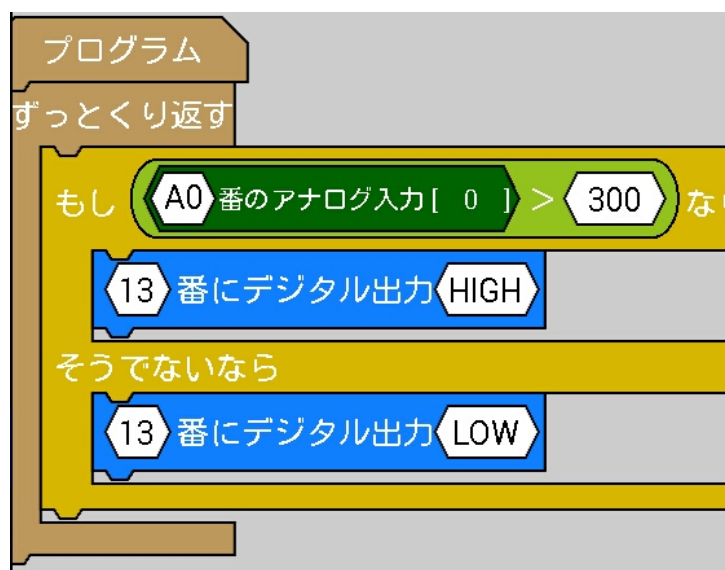 プログラム
ずっとくり返す
もし A0 番のアナログ入力[ 0 ] > 300 なら
13 番にデジタル出力 HIGH
そうでないなら
13 番にデジタル出力 LOW